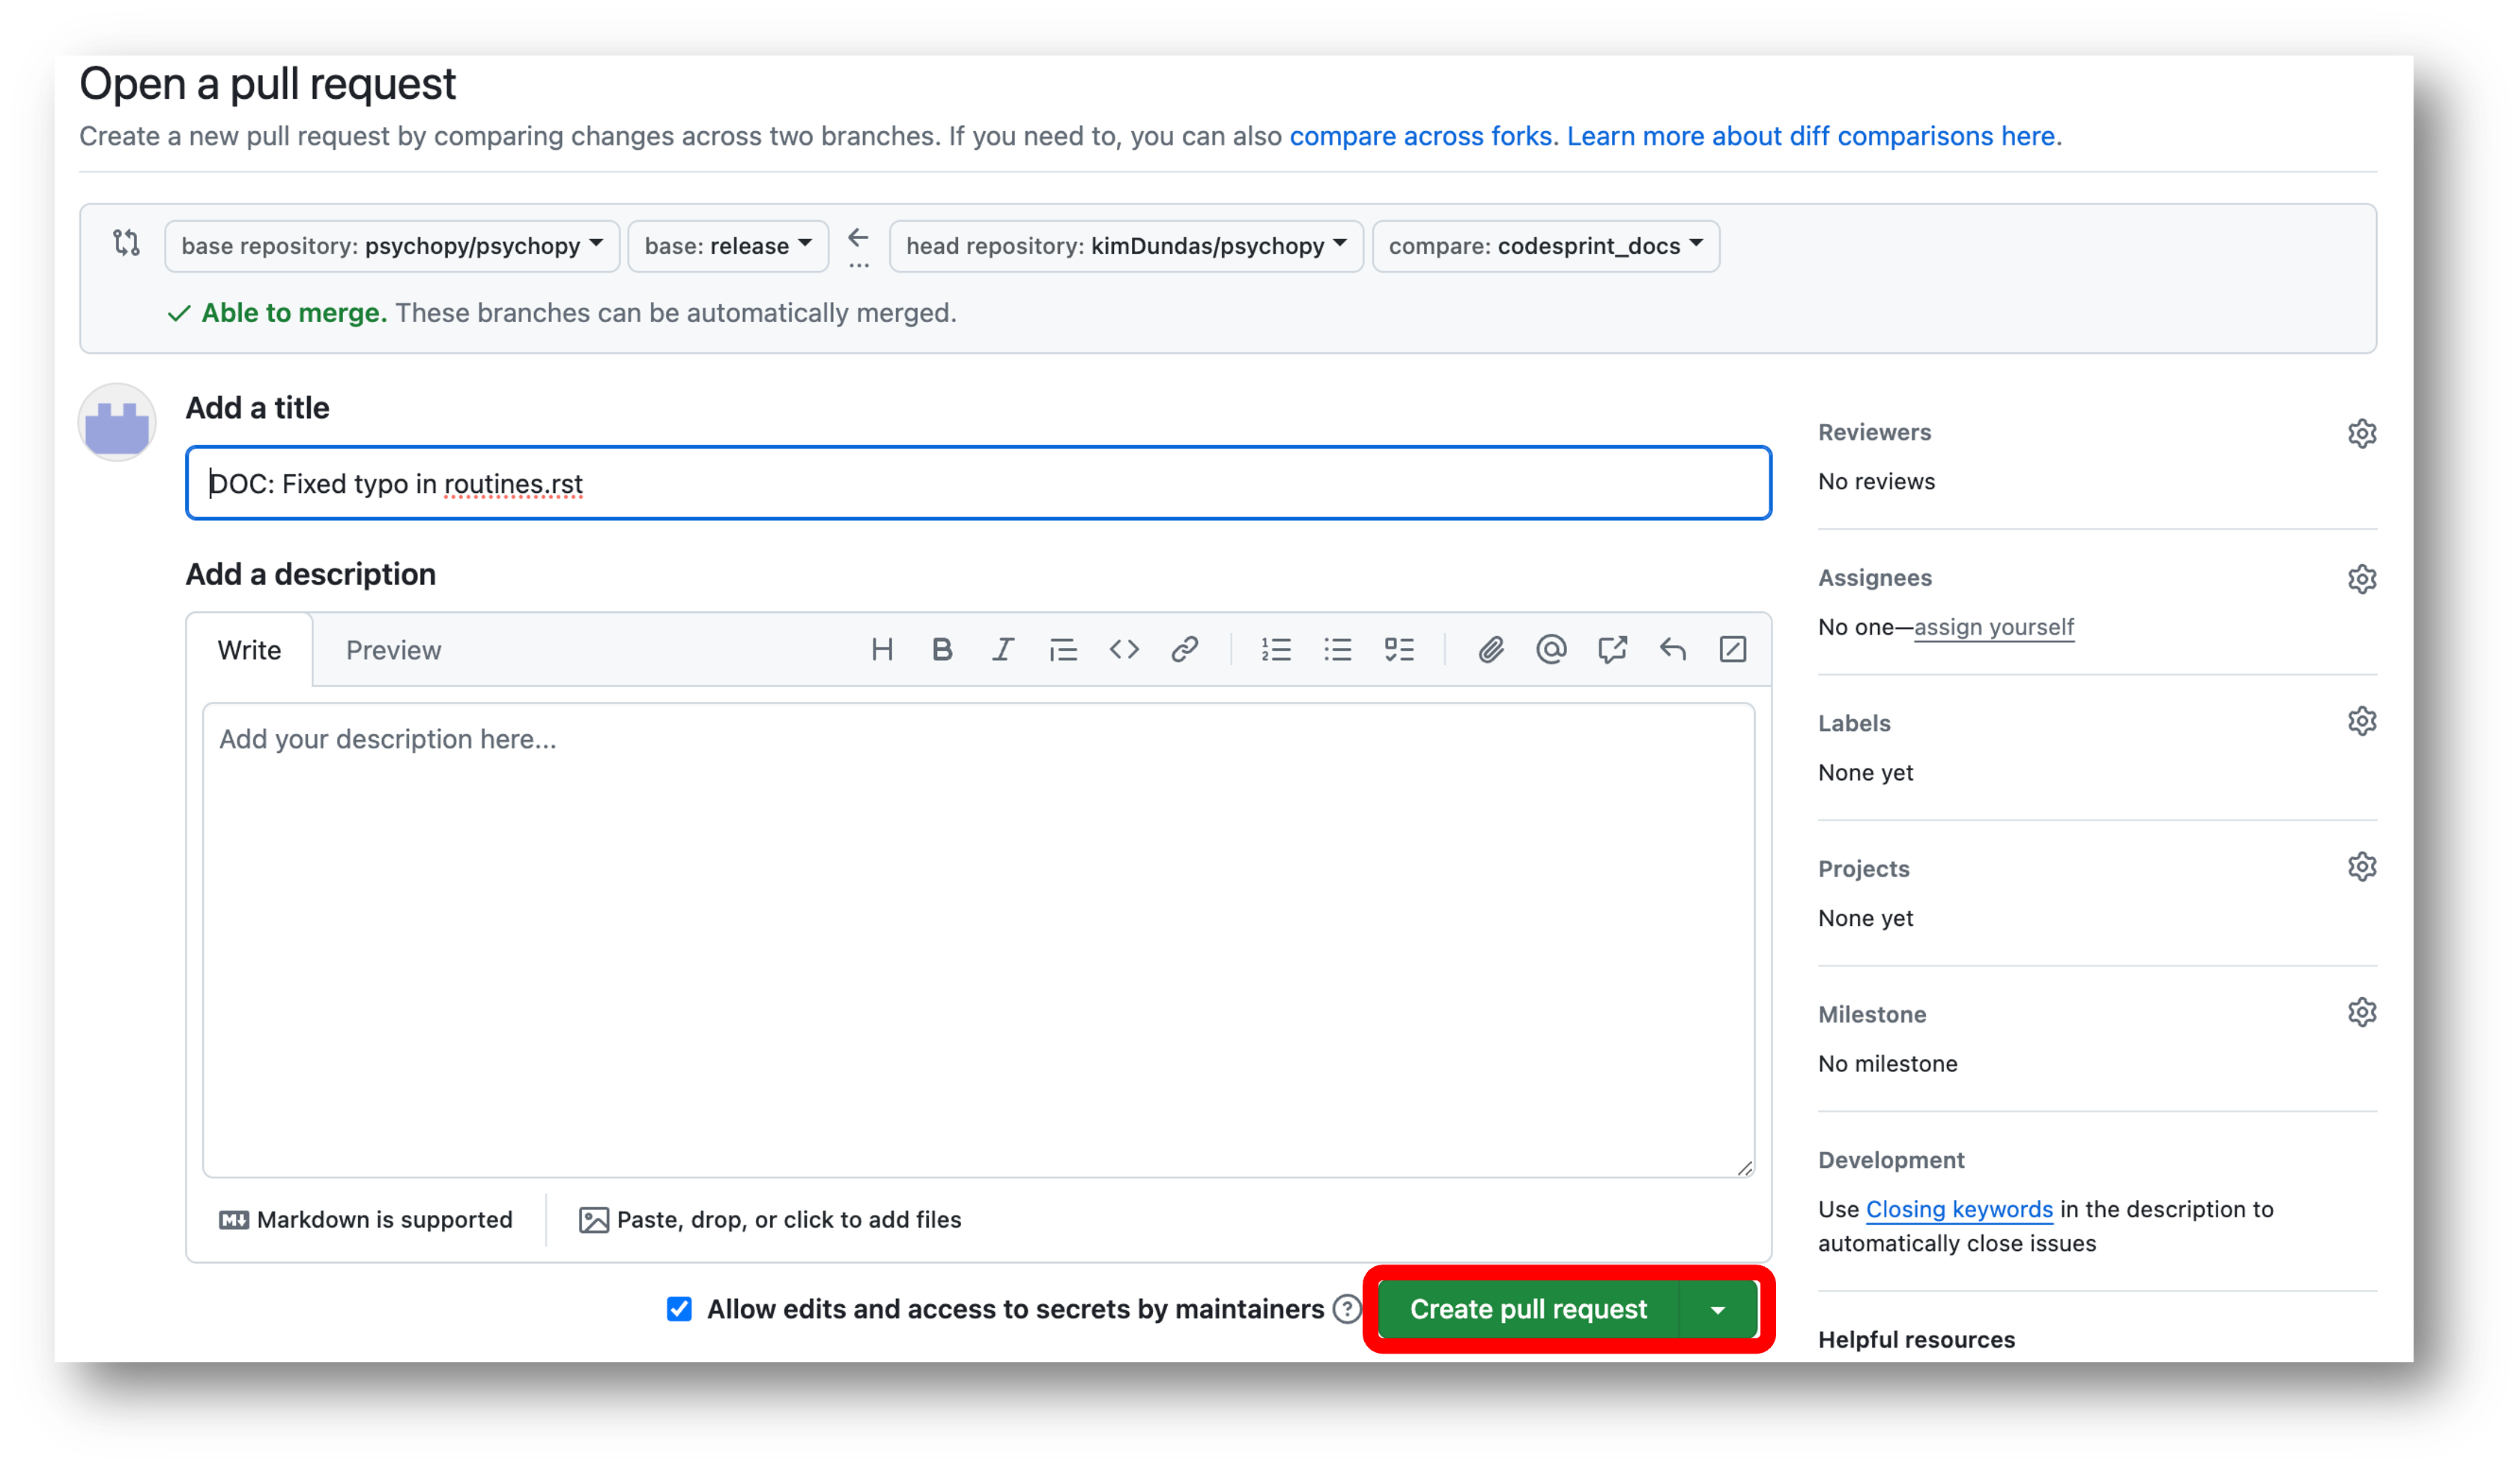 Open a pull request
Create a new pull request by comparing changes across two branches. If you need to, you can also compare across forks. Learn more about diff comparisons here.
base repository: psychopy/psychopy base: release ... head repository: kimDundas/psychopy compare: codesprint_docs
Able to merge. These branches can be automatically merged.
Add a title
DOC: Fixed typo in routines.rst
Add a description
Write Preview
Add your description here...
Markdown is supported Paste, drop, or click to add files
Allow edits and access to secrets by maintainers Create pull request
Reviewers
No reviews
Assignees
No one—assign yourself
Labels
None yet
Projects
None yet
Milestone
No milestone
Development
Use Closing keywords in the description to
automatically close issues
Helpful resources